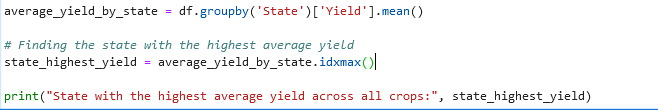 average_yield_by_state = df.groupby('State')['Yield'].mean()
# Finding the state with the highest average yield
state_highest_yield = average_yield_by_state.idxmax()
print("State with the highest average yield across all crops:", state_highest_yield)